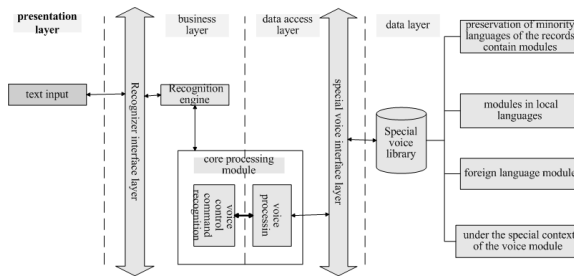 presentation
layer
business
layer
data access
layer
data layer
text input
Recognizer interface layer
Recognition
engine
core processing
module
voice
control
command
recognition
voice
processin
special voice interface layer
Special
voice
library
preservation of minority
languages of the records
contain modules
modules in local
languages
foreign language module
under the special context
of the voice module